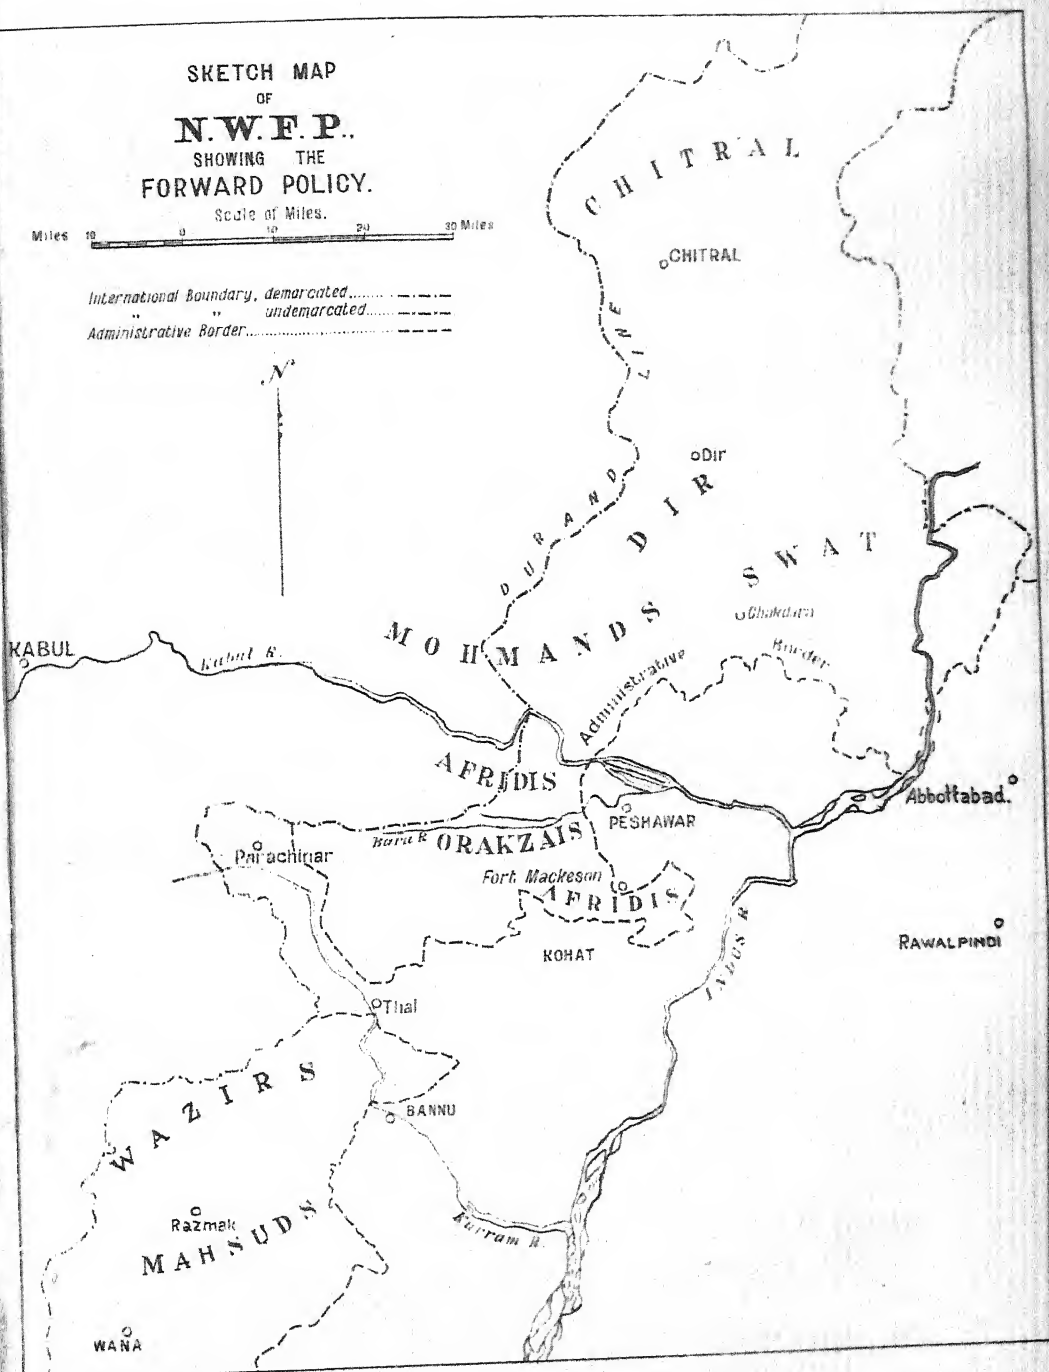 SKETCH MAP
OF
N.W.F.P..
SHOWING THE
FORWARD POLICY.
Scale of Miles.
Miles 10 0 10 20 30 Miles
International Boundary, demarcated........
„ „ undemarcated......
Administrative Border..............................
N
CHITRAL
CHITRAL
DURAND LINE
Dir
DIR
SWAT
Chakdara
MOHMANDS
Administrative Border
KABUL
Kabul R.
AFRIDIS
Abbottabad.
PESHAWAR
Bara R
ORAKZAIS
Parachinar
Fort Mackeson
AFRIDIS
KOHAT
INDUS R
RAWALPINDI
Thal
WAZIRS
BANNU
Razmak
MAHSUDS
Kurram R.
WANA